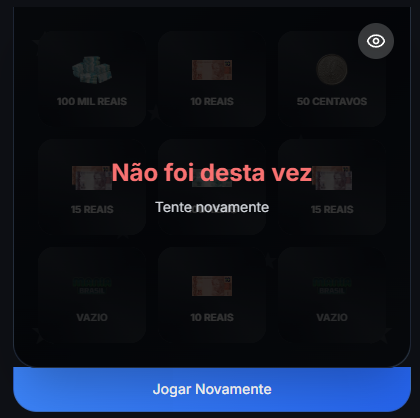 100 MIL REAIS
10 REAIS
50 CENTAVOS
Não foi desta vez
15 REAIS
15 REAIS
Tente novamente
VAZIO
10 REAIS
VAZIO
Jogar Novamente